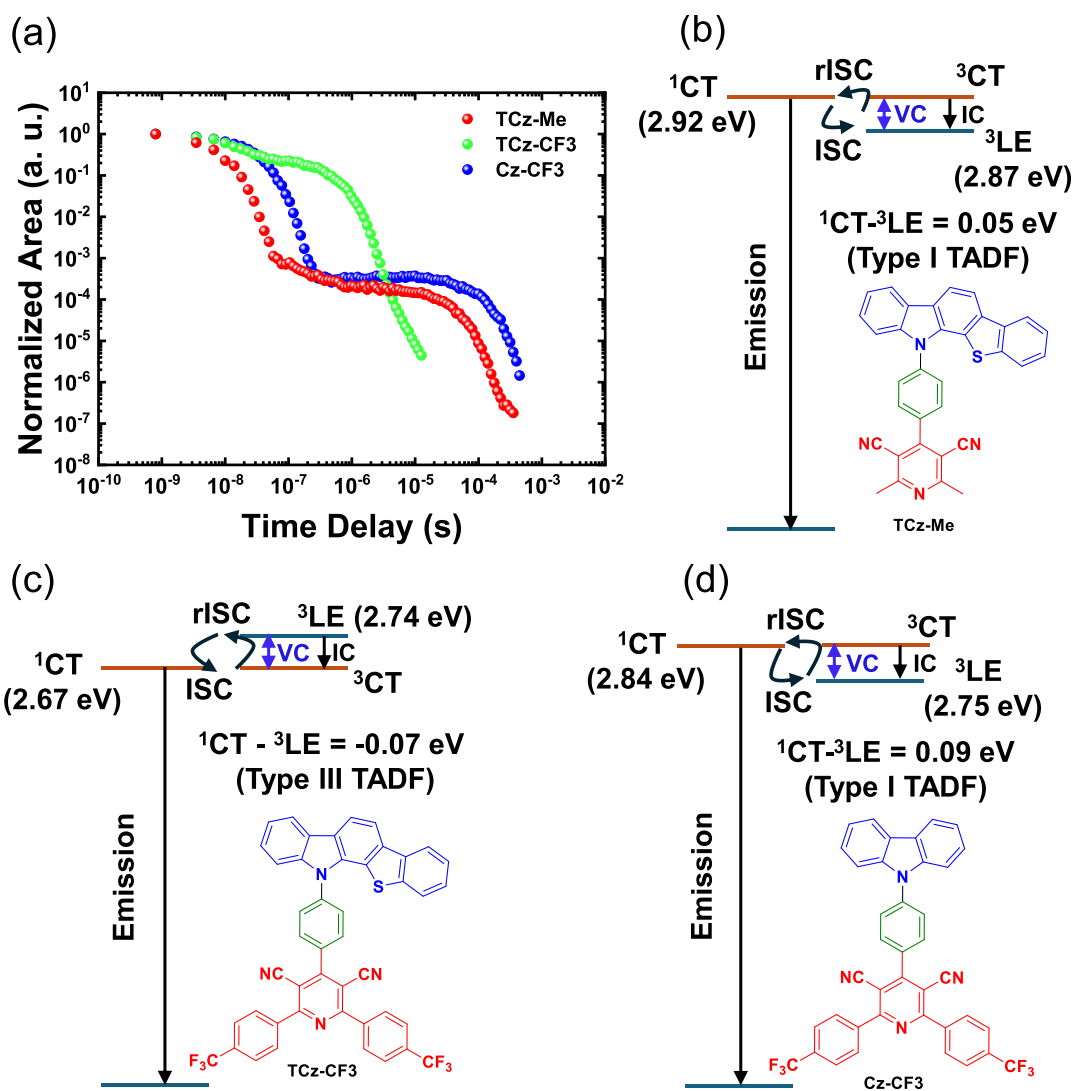 (a)
Normalized Area (a. u.)
10¹
10⁰
10⁻¹
10⁻²
10⁻³
10⁻⁴
10⁻⁵
10⁻⁶
10⁻⁷
10⁻⁸
TCz-Me
TCz-CF3
Cz-CF3
10⁻¹⁰ 10⁻⁹ 10⁻⁸ 10⁻⁷ 10⁻⁶ 10⁻⁵ 10⁻⁴ 10⁻³ 10⁻²
Time Delay (s)
(b)
¹CT
(2.92 eV)
rISC
ISC
VC
IC
³CT
³LE
(2.87 eV)
¹CT-³LE = 0.05 eV
(Type I TADF)
Emission
N
S
NC
CN
N
TCz-Me
(c)
¹CT
(2.67 eV)
rISC
ISC
³LE (2.74 eV)
VC
IC
³CT
¹CT - ³LE = -0.07 eV
(Type III TADF)
Emission
N
S
NC
CN
N
F₃C
CF₃
TCz-CF3
(d)
¹CT
(2.84 eV)
rISC
ISC
VC
IC
³CT
³LE
(2.75 eV)
¹CT-³LE = 0.09 eV
(Type I TADF)
Emission
N
NC
CN
N
F₃C
CF₃
Cz-CF3